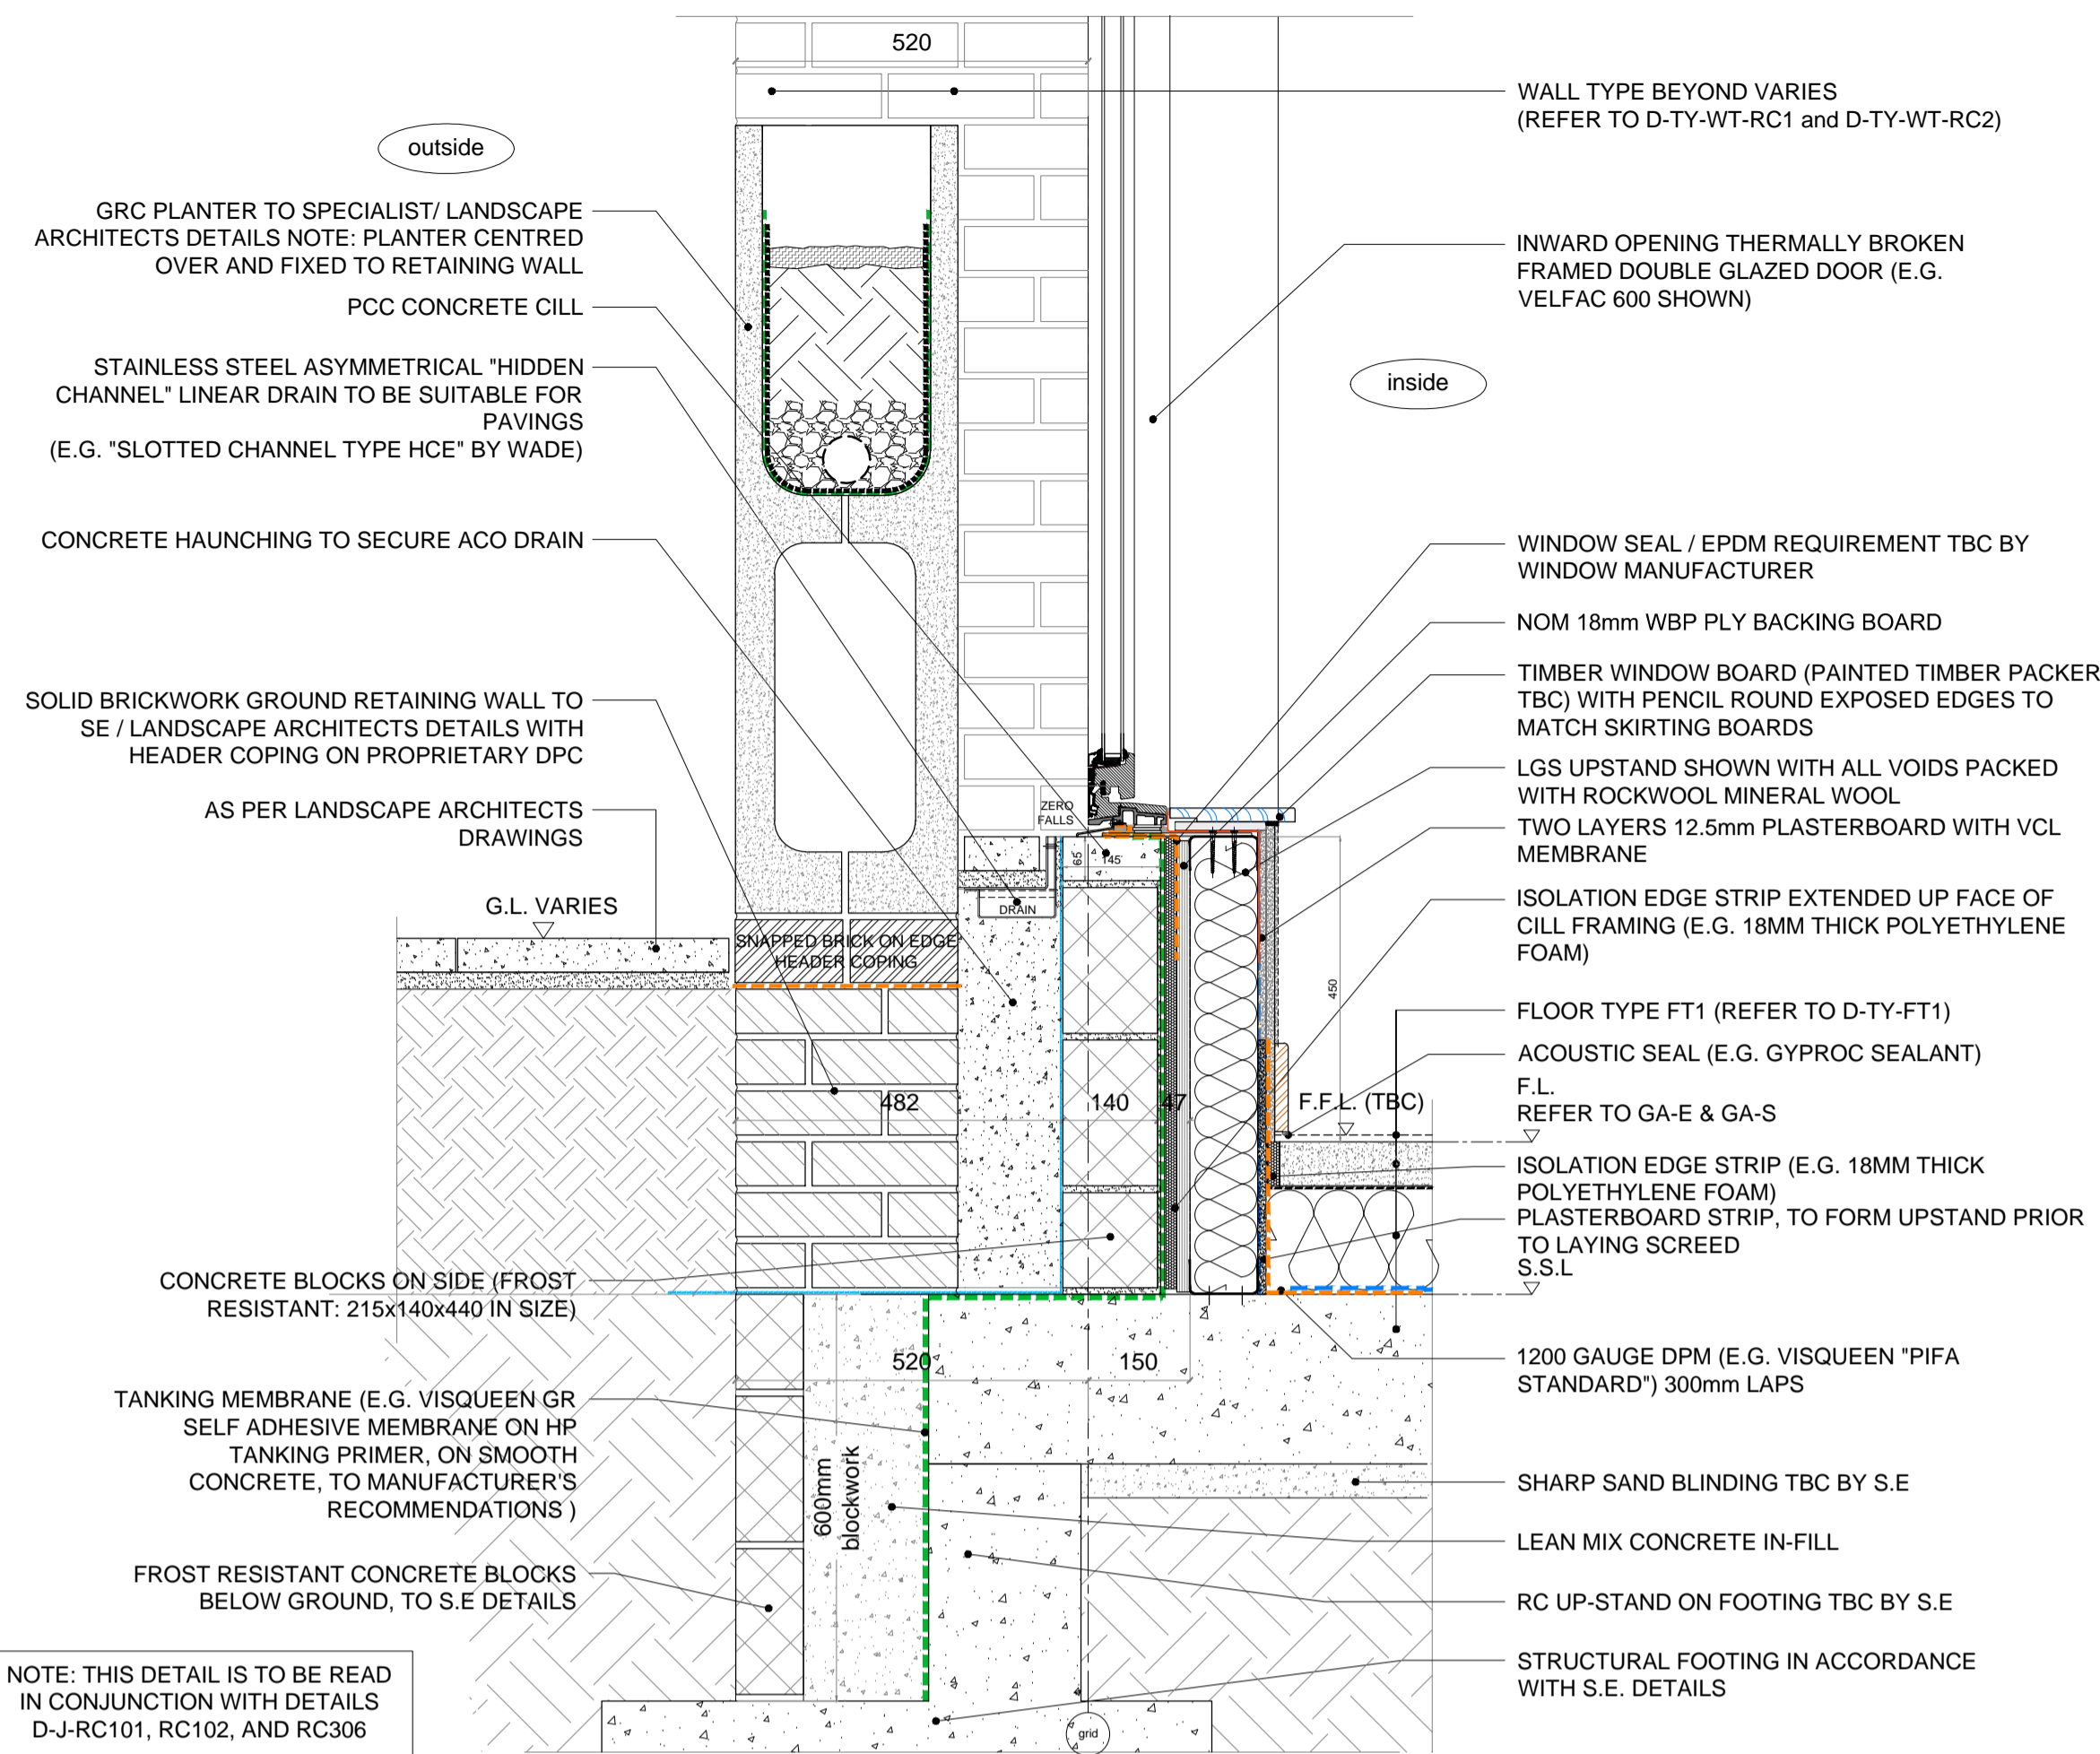 520
outside
GRC PLANTER TO SPECIALIST/ LANDSCAPE
ARCHITECTS DETAILS NOTE: PLANTER CENTRED
OVER AND FIXED TO RETAINING WALL
PCC CONCRETE CILL
STAINLESS STEEL ASYMMETRICAL "HIDDEN
CHANNEL" LINEAR DRAIN TO BE SUITABLE FOR
PAVINGS
(E.G. "SLOTTED CHANNEL TYPE HCE" BY WADE)
CONCRETE HAUNCHING TO SECURE ACO DRAIN
SOLID BRICKWORK GROUND RETAINING WALL TO
SE / LANDSCAPE ARCHITECTS DETAILS WITH
HEADER COPING ON PROPRIETARY DPC
AS PER LANDSCAPE ARCHITECTS
DRAWINGS
G.L. VARIES
SNAPPED BRICK ON EDGE
HEADER COPING
ZERO
FALLS
65
145
DRAIN
450
482
140
47
F.F.L. (TBC)
CONCRETE BLOCKS ON SIDE (FROST
RESISTANT: 215x140x440 IN SIZE)
520
150
TANKING MEMBRANE (E.G. VISQUEEN GR
SELF ADHESIVE MEMBRANE ON HP
TANKING PRIMER, ON SMOOTH
CONCRETE, TO MANUFACTURER'S
RECOMMENDATIONS )
600mm
blockwork
FROST RESISTANT CONCRETE BLOCKS
BELOW GROUND, TO S.E DETAILS
NOTE: THIS DETAIL IS TO BE READ
IN CONJUNCTION WITH DETAILS
D-J-RC101, RC102, AND RC306
grid
WALL TYPE BEYOND VARIES
(REFER TO D-TY-WT-RC1 and D-TY-WT-RC2)
INWARD OPENING THERMALLY BROKEN
FRAMED DOUBLE GLAZED DOOR (E.G.
VELFAC 600 SHOWN)
inside
WINDOW SEAL / EPDM REQUIREMENT TBC BY
WINDOW MANUFACTURER
NOM 18mm WBP PLY BACKING BOARD
TIMBER WINDOW BOARD (PAINTED TIMBER PACKER
TBC) WITH PENCIL ROUND EXPOSED EDGES TO
MATCH SKIRTING BOARDS
LGS UPSTAND SHOWN WITH ALL VOIDS PACKED
WITH ROCKWOOL MINERAL WOOL
TWO LAYERS 12.5mm PLASTERBOARD WITH VCL
MEMBRANE
ISOLATION EDGE STRIP EXTENDED UP FACE OF
CILL FRAMING (E.G. 18MM THICK POLYETHYLENE
FOAM)
FLOOR TYPE FT1 (REFER TO D-TY-FT1)
ACOUSTIC SEAL (E.G. GYPROC SEALANT)
F.L.
REFER TO GA-E & GA-S
ISOLATION EDGE STRIP (E.G. 18MM THICK
POLYETHYLENE FOAM)
PLASTERBOARD STRIP, TO FORM UPSTAND PRIOR
TO LAYING SCREED
S.S.L
1200 GAUGE DPM (E.G. VISQUEEN "PIFA
STANDARD") 300mm LAPS
SHARP SAND BLINDING TBC BY S.E
LEAN MIX CONCRETE IN-FILL
RC UP-STAND ON FOOTING TBC BY S.E
STRUCTURAL FOOTING IN ACCORDANCE
WITH S.E. DETAILS